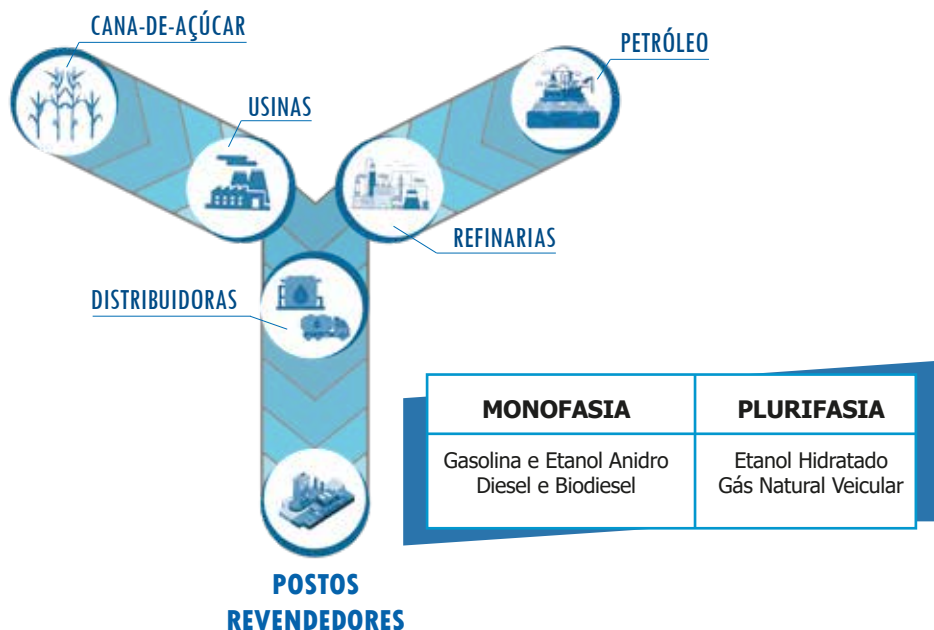 CANA-DE-AÇÚCAR
PETRÓLEO
USINAS
REFINARIAS
DISTRIBUIDORAS
MONOFASIA
PLURIFASIA
Gasolina e Etanol Anidro
Diesel e Biodiesel
Etanol Hidratado
Gás Natural Veicular
POSTOS
REVENDEDORES